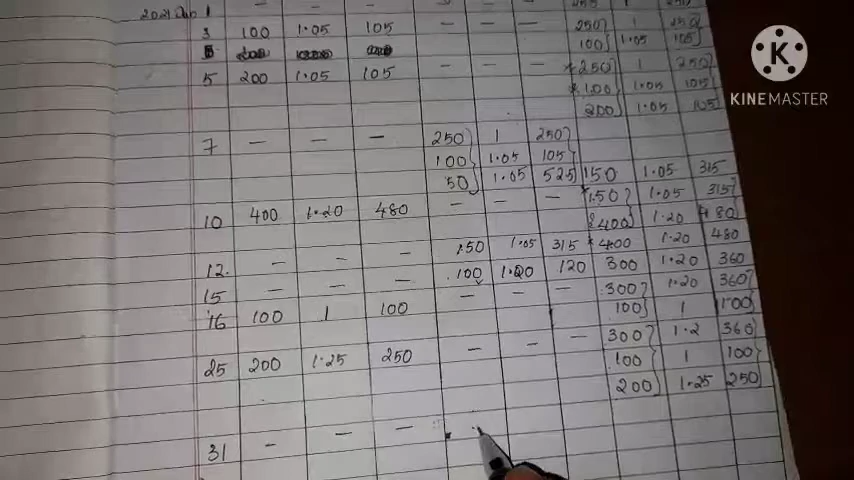 2021 Jan 1 — — — — — 250 1 250
3 100 1.05 105 — — — 250 1 250
100 1.05 105
5 200 1.05 105 — — — 250 1 250
100 1.05 105
200 1.05 105
7 — — — 250 1 250
100 1.05 105
50 1.05 525 150 1.05 315
150 1.05 315
10 400 1.20 480 — — — 400 1.20 480
12. — — — 150 1.05 315 400 1.20 480
15 — — — 100 1.20 120 300 1.20 360
300 1.20 360
16 100 1 100 — — — 100 1 100
300 1.2 360
25 200 1.25 250 — — — 100 1 100
200 1.25 250
31 — — —
K
KINEMASTER